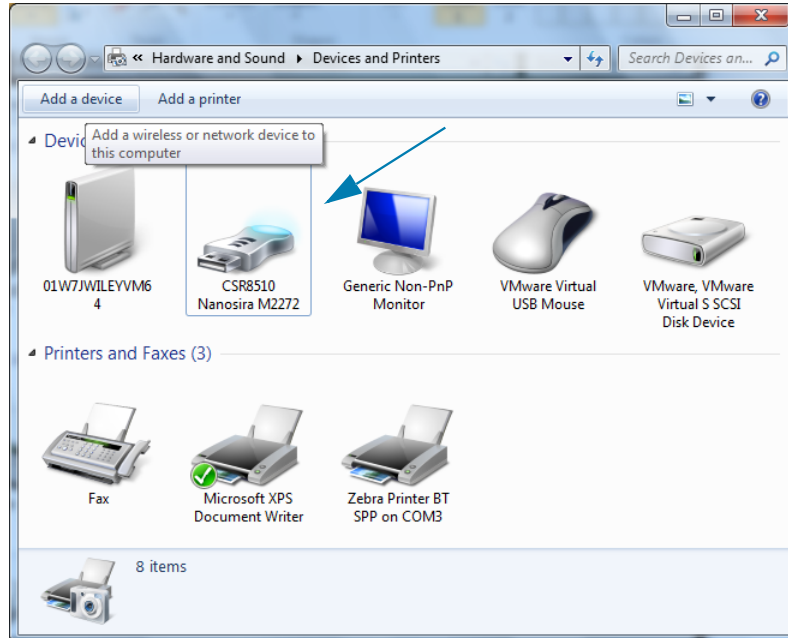 « Hardware and Sound ▸ Devices and Printers
Search Devices an...
Add a device
Add a printer
Devic
Add a wireless or network device to
this computer
01W7JWILEYVM6
4
CSR8510
Nanosira M2272
Generic Non-PnP
Monitor
VMware Virtual
USB Mouse
VMware, VMware
Virtual S SCSI
Disk Device
Printers and Faxes (3)
Fax
Microsoft XPS
Document Writer
Zebra Printer BT
SPP on COM3
8 items